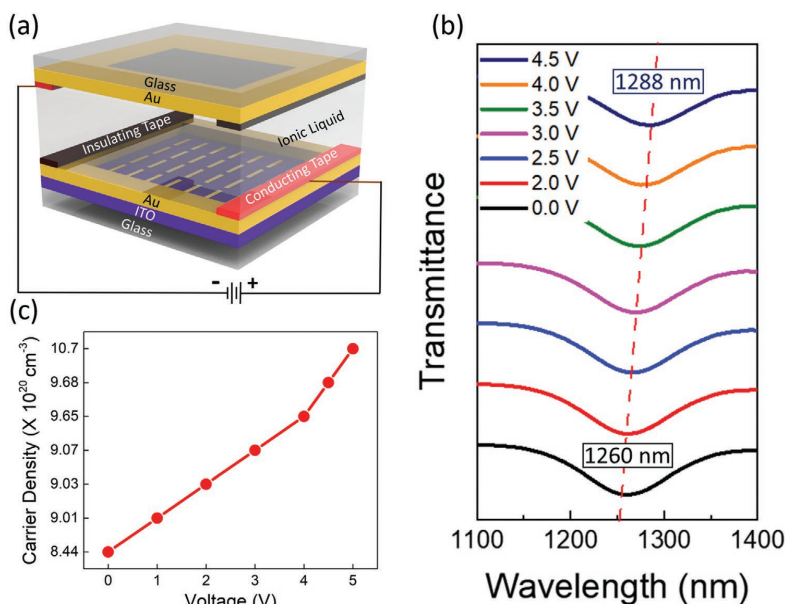 (a)
Glass
Au
Ionic Liquid
Insulating Tape
Conducting Tape
Au
ITO
Glass
- +
(b)
4.5 V
4.0 V
3.5 V
3.0 V
2.5 V
2.0 V
0.0 V
1288 nm
1260 nm
Transmittance
1100 1200 1300 1400
Wavelength (nm)
(c)
Carrier Density (X 10²⁰ cm⁻³)
10.7
9.68
9.65
9.07
9.03
9.01
8.44
0 1 2 3 4 5
Voltage (V)